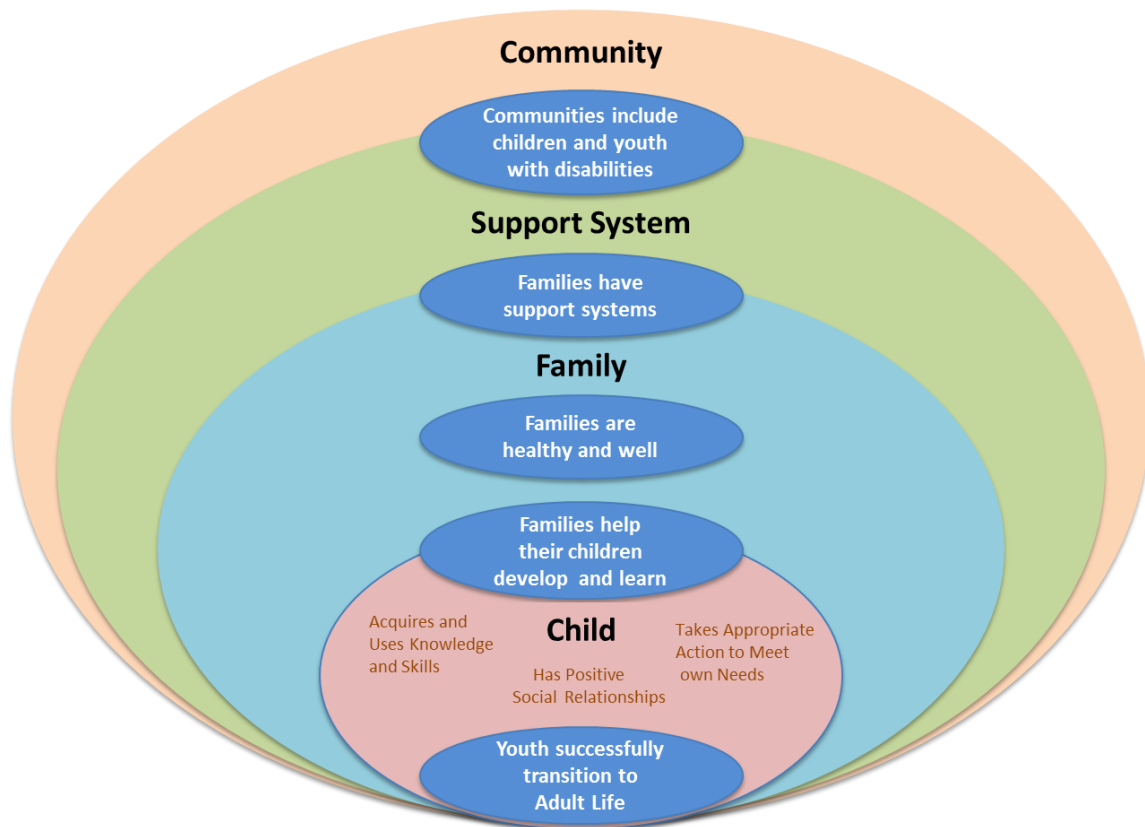 Community
Communities include
children and youth
with disabilities
Support System
Families have
support systems
Family
Families are
healthy and well
Families help
their children
develop and learn
Child
Acquires and
Uses Knowledge
and Skills
Has Positive
Social Relationships
Takes Appropriate
Action to Meet
own Needs
Youth successfully
transition to
Adult Life